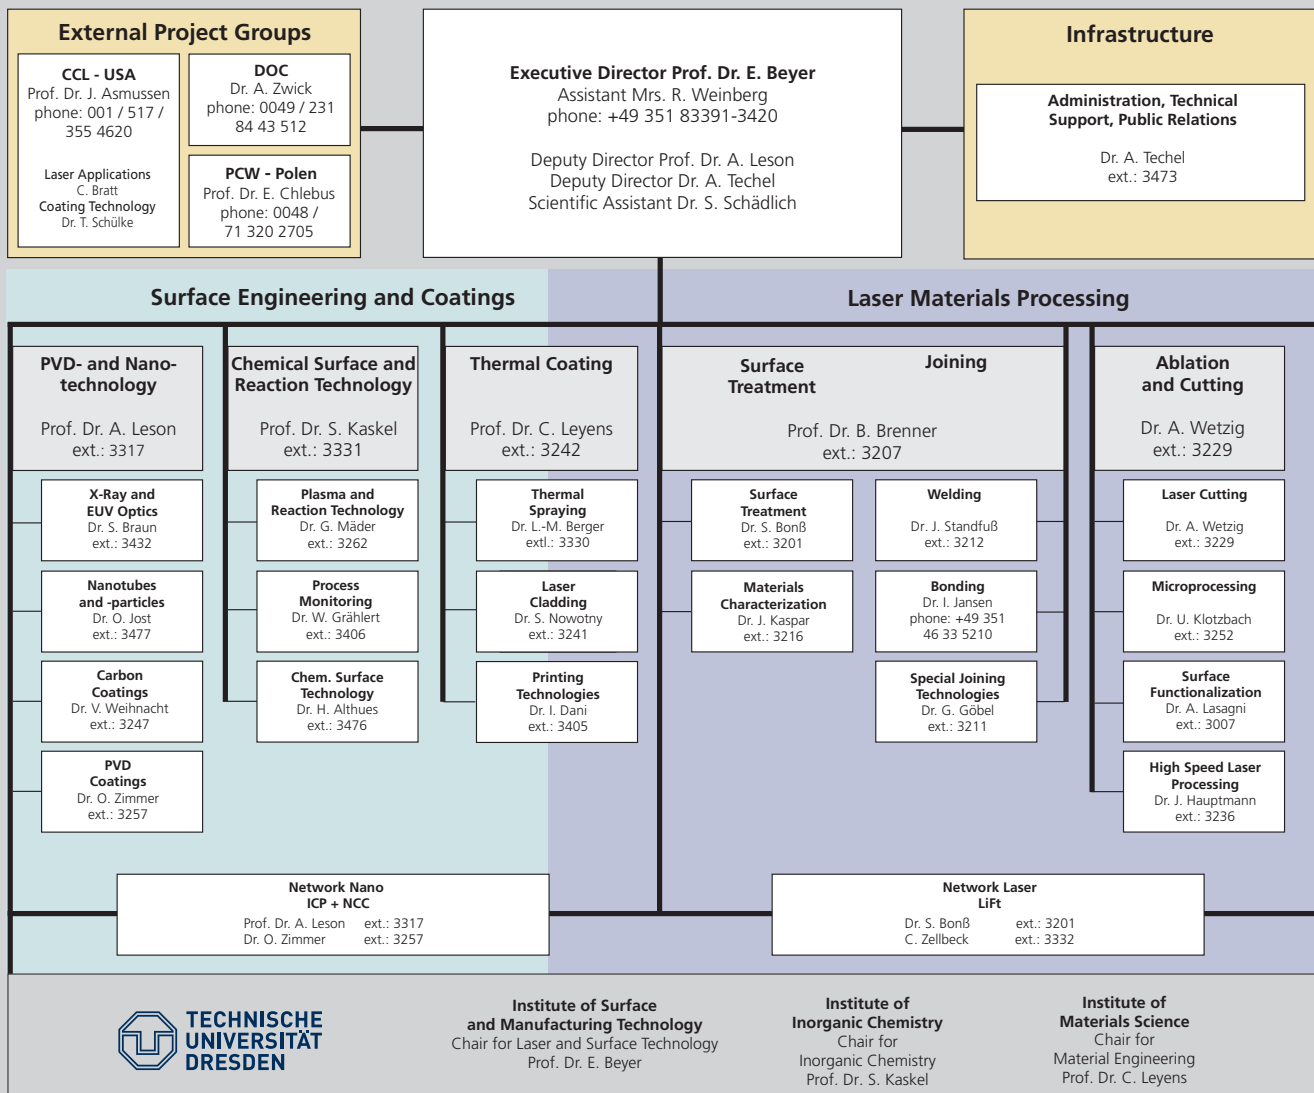 External Project Groups
CCL - USA
Prof. Dr. J. Asmussen
phone: 001 / 517 /
355 4620
Laser Applications
C. Bratt
Coating Technology
Dr. T. Schülke
DOC
Dr. A. Zwick
phone: 0049 / 231
84 43 512
PCW - Polen
Prof. Dr. E. Chlebus
phone: 0048 /
71 320 2705
Executive Director Prof. Dr. E. Beyer
Assistant Mrs. R. Weinberg
phone: +49 351 83391-3420
Deputy Director Prof. Dr. A. Leson
Deputy Director Dr. A. Techel
Scientific Assistant Dr. S. Schädlich
Infrastructure
Administration, Technical
Support, Public Relations
Dr. A. Techel
ext.: 3473
Surface Engineering and Coatings
Laser Materials Processing
PVD- and Nano-
technology
Prof. Dr. A. Leson
ext.: 3317
Chemical Surface and
Reaction Technology
Prof. Dr. S. Kaskel
ext.: 3331
Thermal Coating
Prof. Dr. C. Leyens
ext.: 3242
Surface
Treatment
Joining
Prof. Dr. B. Brenner
ext.: 3207
Ablation
and Cutting
Dr. A. Wetzig
ext.: 3229
X-Ray and
EUV Optics
Dr. S. Braun
ext.: 3432
Nanotubes
and -particles
Dr. O. Jost
ext.: 3477
Carbon
Coatings
Dr. V. Weihnacht
ext.: 3247
PVD
Coatings
Dr. O. Zimmer
ext.: 3257
Plasma and
Reaction Technology
Dr. G. Mäder
ext.: 3262
Process
Monitoring
Dr. W. Grählert
ext.: 3406
Chem. Surface
Technology
Dr. H. Althues
ext.: 3476
Thermal
Spraying
Dr. L.-M. Berger
extl.: 3330
Laser
Cladding
Dr. S. Nowotny
ext.: 3241
Printing
Technologies
Dr. I. Dani
ext.: 3405
Surface
Treatment
Dr. S. Bonß
ext.: 3201
Materials
Characterization
Dr. J. Kaspar
ext.: 3216
Welding
Dr. J. Standfuß
ext.: 3212
Bonding
Dr. I. Jansen
phone: +49 351
46 33 5210
Special Joining
Technologies
Dr. G. Göbel
ext.: 3211
Laser Cutting
Dr. A. Wetzig
ext.: 3229
Microprocessing
Dr. U. Klotzbach
ext.: 3252
Surface
Functionalization
Dr. A. Lasagni
ext.: 3007
High Speed Laser
Processing
Dr. J. Hauptmann
ext.: 3236
Network Nano
ICP + NCC
Prof. Dr. A. Leson ext.: 3317
Dr. O. Zimmer ext.: 3257
Network Laser
LiFt
Dr. S. Bonß ext.: 3201
C. Zellbeck ext.: 3332
TECHNISCHE
UNIVERSITÄT
DRESDEN
Institute of Surface
and Manufacturing Technology
Chair for Laser and Surface Technology
Prof. Dr. E. Beyer
Institute of
Inorganic Chemistry
Chair for
Inorganic Chemistry
Prof. Dr. S. Kaskel
Institute of
Materials Science
Chair for
Material Engineering
Prof. Dr. C. Leyens